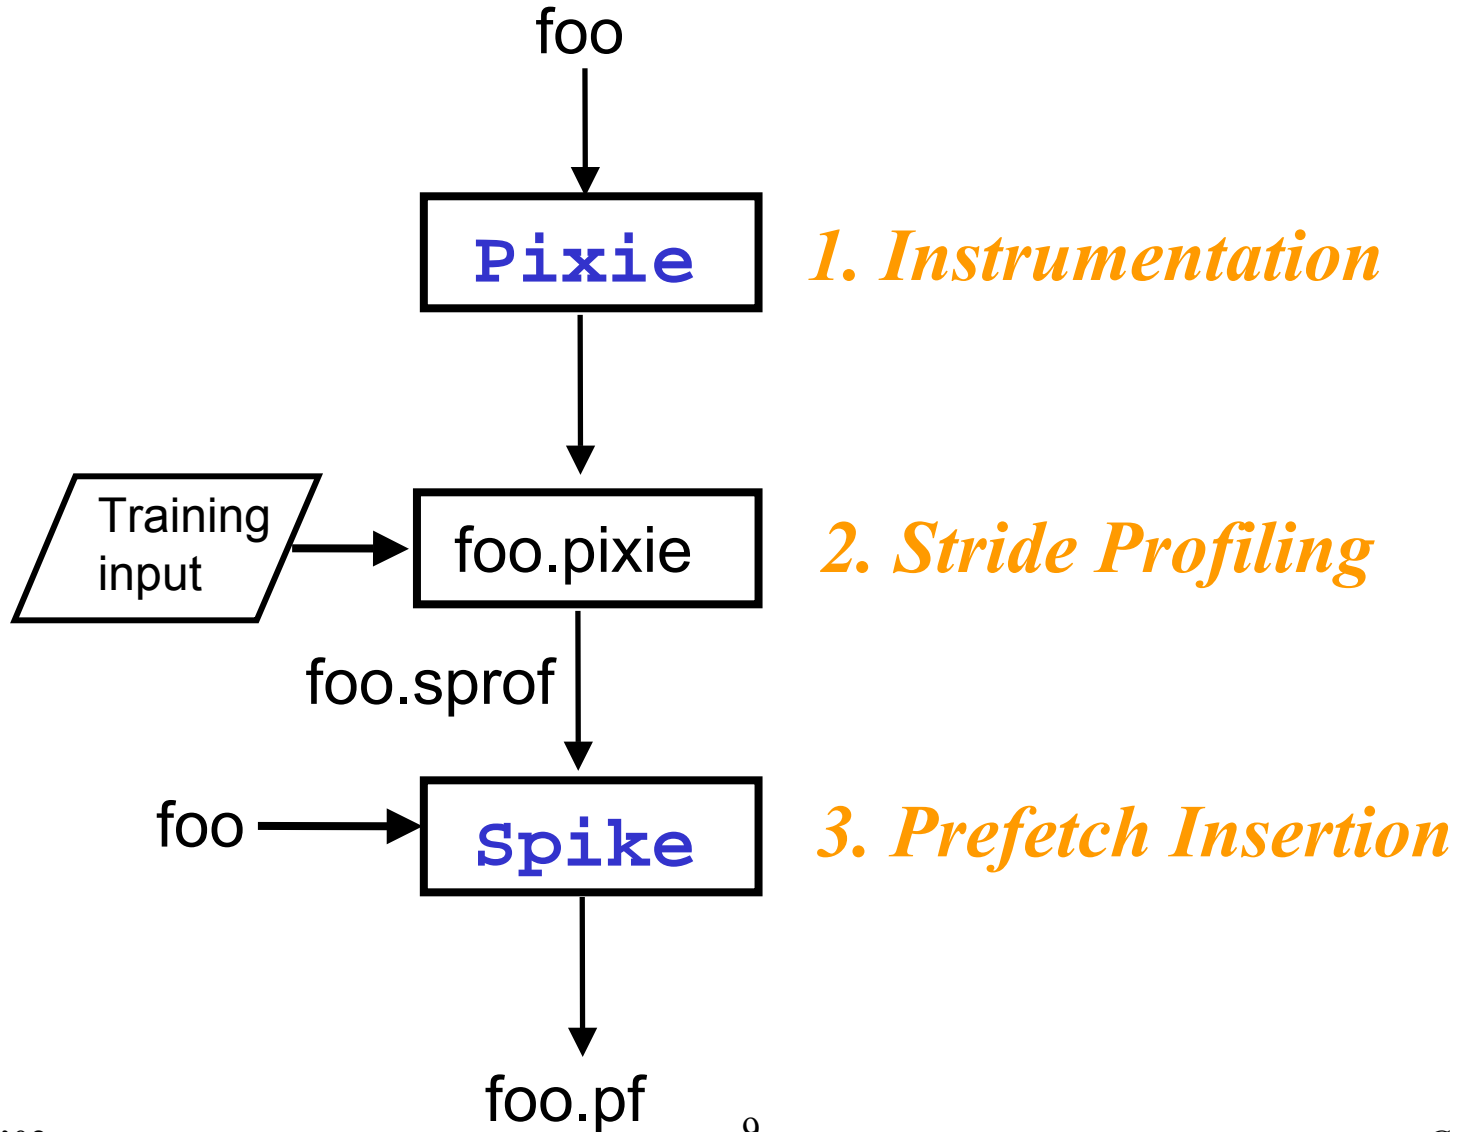 foo
Pixie
1. Instrumentation
Training
input
foo.pixie
2. Stride Profiling
foo.sprof
foo
Spike
3. Prefetch Insertion
foo.pf
9